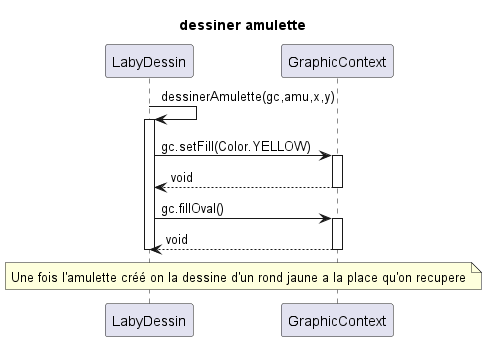 dessiner amulette
LabyDessin
GraphicContext
dessinerAmulette(gc,amu,x,y)
gc.setFill(Color.YELLOW)
void
gc.fillOval()
void
Une fois l'amulette créé on la dessine d'un rond jaune a la place qu'on recupere
LabyDessin
GraphicContext